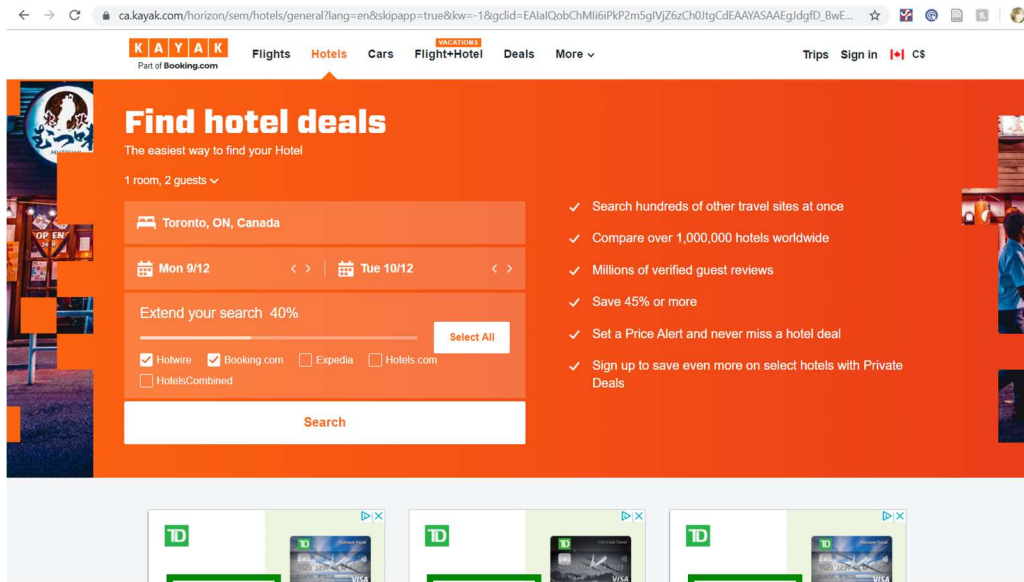 ca.kayak.com/horizon/sem/hotels/general?lang=en&skipapp=true&kw=-1&gclid=EAIaIQobChMIi6iPkP2m5gIVjZ6zCh0JtgCdEAAYASAAEgJdgfD_BwE...
KAYAK
Part of Booking.com
Flights
Hotels
Cars
VACATIONS
Flight+Hotel
Deals
More
Trips
Sign in
C$
Find hotel deals
The easiest way to find your Hotel
1 room, 2 guests
Toronto, ON, Canada
Mon 9/12
Tue 10/12
Extend your search 40%
Select All
Hotwire
Booking.com
Expedia
Hotels.com
HotelsCombined
Search
Search hundreds of other travel sites at once
Compare over 1,000,000 hotels worldwide
Millions of verified guest reviews
Save 45% or more
Set a Price Alert and never miss a hotel deal
Sign up to save even more on select hotels with Private
Deals
OPEN
TD
TD
VISA
TD
TD
VISA
TD
TD
VISA